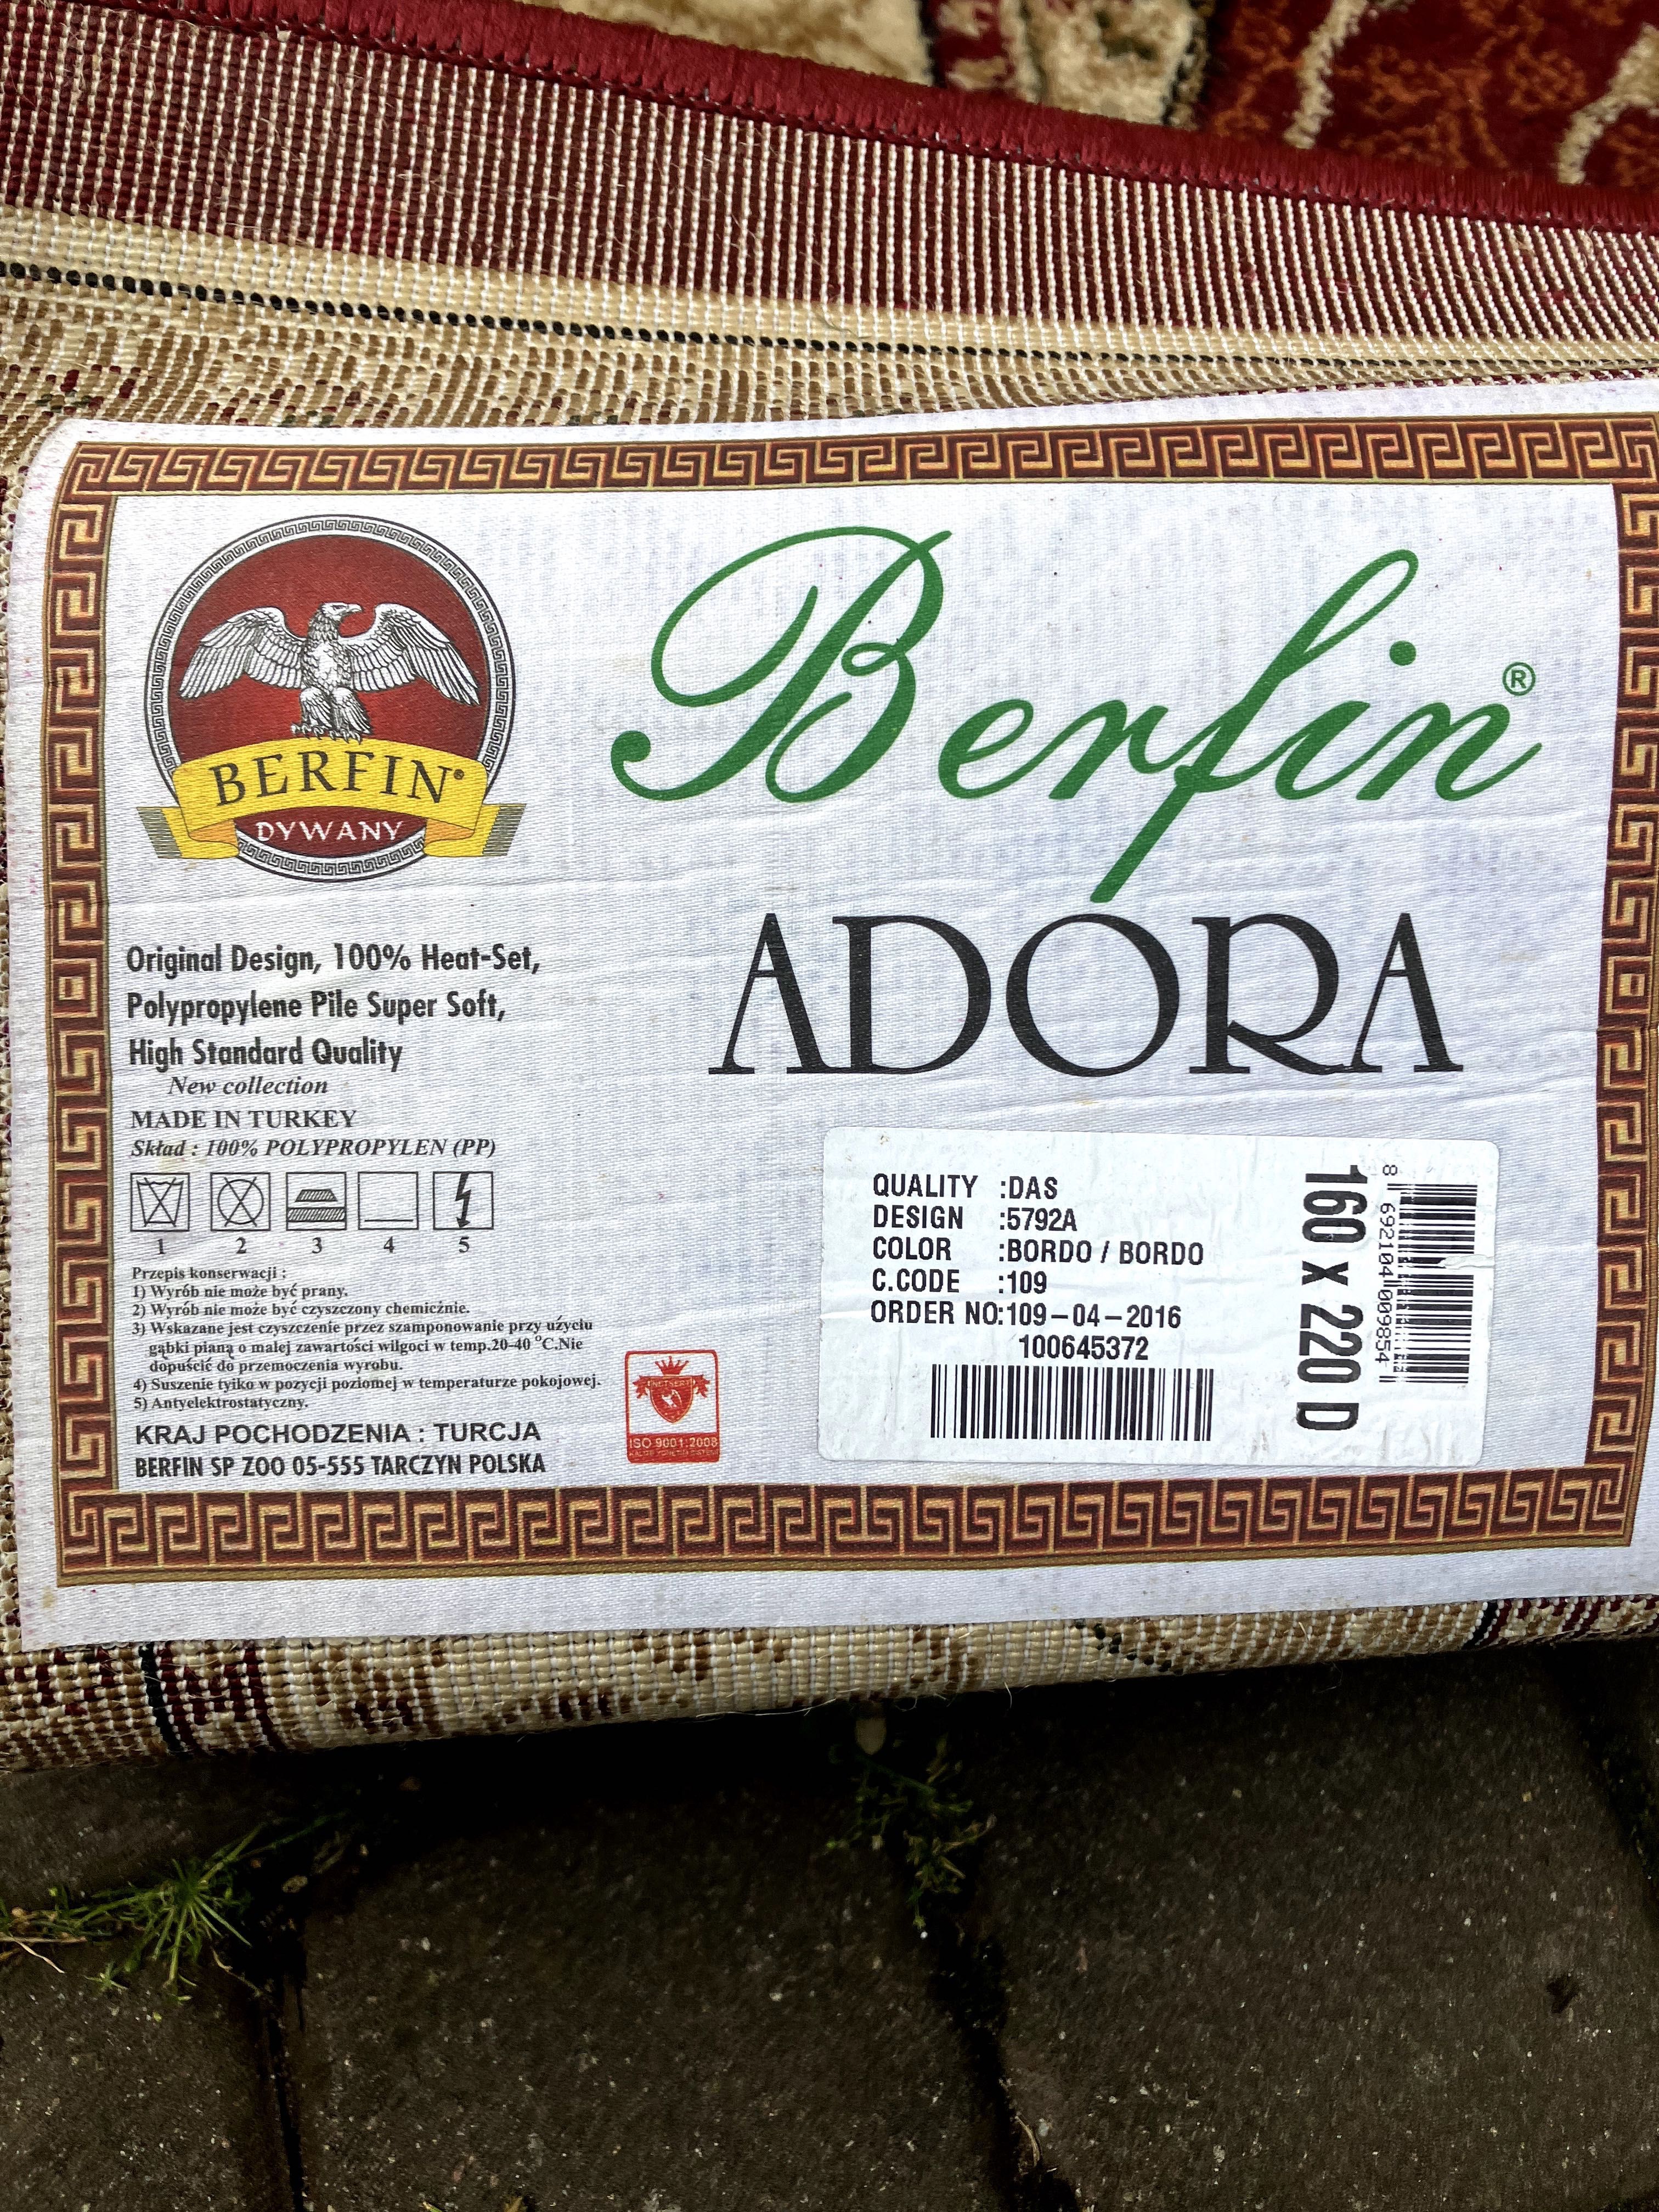 BERFIN®
DYWANY
Berfin®
ADORA
Original Design, 100% Heat-Set,
Polypropylene Pile Super Soft,
High Standard Quality
New collection
MADE IN TURKEY
Skład : 100% POLYPROPYLEN (PP)
1 2 3 4 5
Przepis konserwacji :
1) Wyrób nie może być prany.
2) Wyrób nie może być czyszczony chemicżnie.
3) Wskazane jest czyszczenie przez szamponowanie przy użyciu
gąbki pianą o malej zawartości wilgoci w temp.20-40 °C.Nie
dopuścić do przemoczenia wyrobu.
4) Suszenie tylko w pozycji poziomej w temperaturze pokojowej.
5) Antyelektrostatyczny.
KRAJ POCHODZENIA : TURCJA
BERFIN SP ZOO 05-555 TARCZYN POLSKA
ISO 9001:2008
QUALITY :DAS
DESIGN :5792A
COLOR :BORDO / BORDO
C.CODE :109
ORDER NO:109-04-2016
100645372
160 x 220 D
8 692104 009854